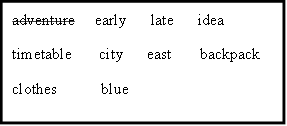 adventure early late idea
timetable city east backpack
clothes blue